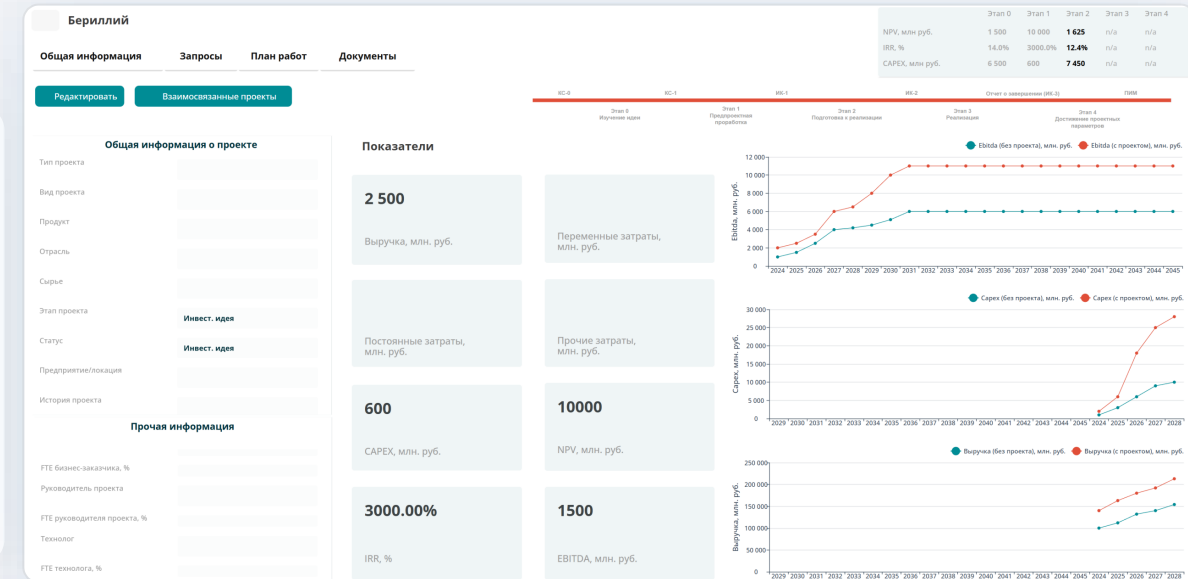 Бериллий
Этап 0 Этап 1 Этап 2 Этап 3 Этап 4
NPV, млн руб. 1 500 10 000 1 625 n/a n/a
IRR, % 14.0% 3000.0% 12.4% n/a n/a
CAPEX, млн руб. 6 500 600 7 450 n/a n/a
Общая информация Запросы План работ Документы
Редактировать Взаимосвязанные проекты
КС-0 КС-1 ИК-1 ИК-2 Отчет о завершении (ИК-3) ПИМ
Этап 0
Изучение идеи
Этап 1
Предпроектная
проработка
Этап 2
Подготовка к реализации
Этап 3
Реализация
Этап 4
Достижение проектных
параметров
Общая информация о проекте
Тип проекта
Вид проекта
Продукт
Отрасль
Сырье
Этап проекта Инвест. идея
Статус Инвест. идея
Предприятие/локация
История проекта
Прочая информация
FTE бизнес-заказчика, %
Руководитель проекта
FTE руководителя проекта, %
Технолог
FTE технолога, %
Показатели
2 500
Выручка, млн. руб.
Переменные затраты,
млн. руб.
Постоянные затраты,
млн. руб.
Прочие затраты,
млн. руб.
600
CAPEX, млн. руб.
10000
NPV, млн. руб.
3000.00%
IRR, %
1500
EBITDA, млн. руб.
Ebitda (без проекта), млн. руб. Ebitda (с проектом), млн. руб.
Ebitda, млн. руб.
12 000
10 000
8 000
6 000
4 000
2 000
0
2024 2025 2026 2027 2028 2029 2030 2031 2032 2033 2034 2035 2036 2037 2038 2039 2040 2041 2042 2043 2044 2045
Capex (без проекта), млн. руб. Capex (с проектом), млн. руб.
Capex, млн. руб.
30 000
25 000
20 000
15 000
10 000
5 000
0
2029 2030 2031 2032 2033 2034 2035 2036 2037 2038 2039 2040 2041 2042 2043 2044 2045 2024 2025 2026 2027 2028
Выручка (без проекта), млн. руб. Выручка (с проектом), млн. руб.
Выручка, млн. руб.
250 000
200 000
150 000
100 000
50 000
0
2029 2030 2031 2032 2033 2034 2035 2036 2037 2038 2039 2040 2041 2042 2043 2044 2045 2024 2025 2026 2027 2028